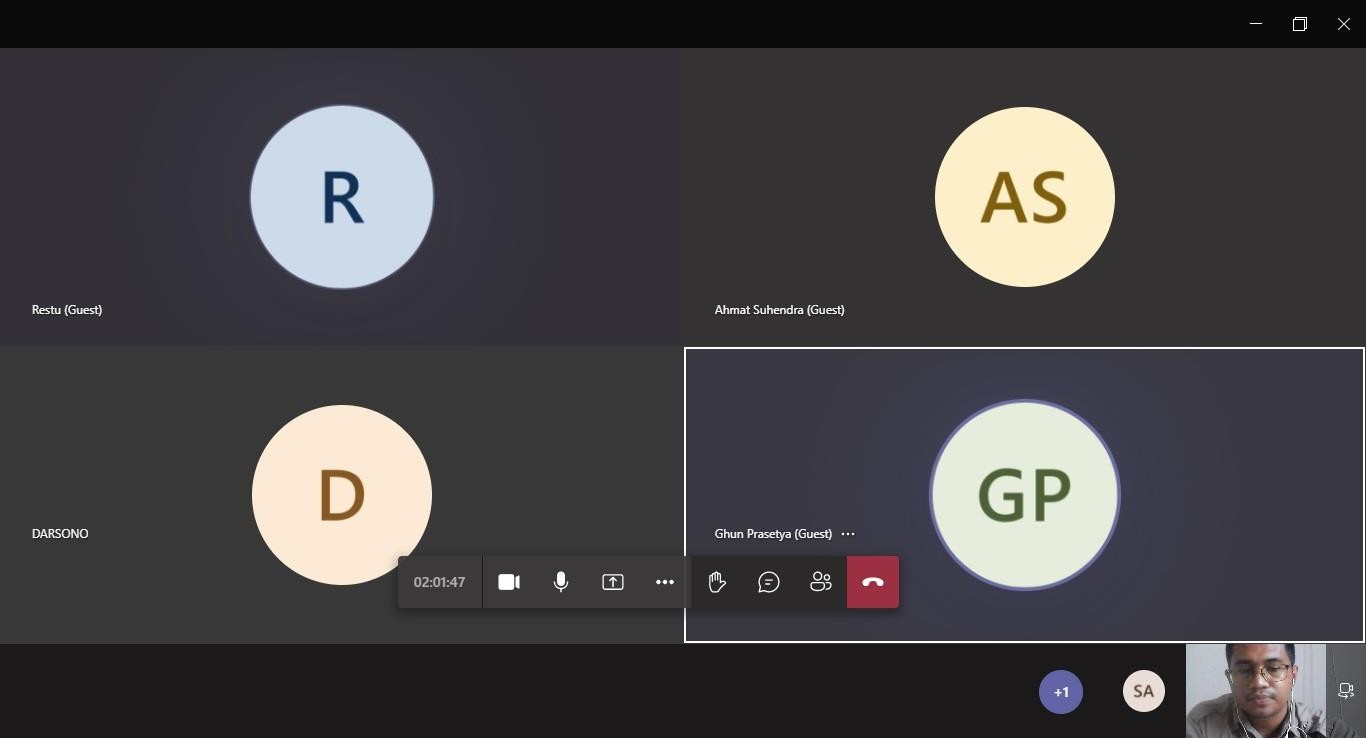 R
Restu (Guest)
AS
Ahmat Suhendra (Guest)
D
DARSONO
GP
Ghun Prasetya (Guest)
02:01:47
+1
SA